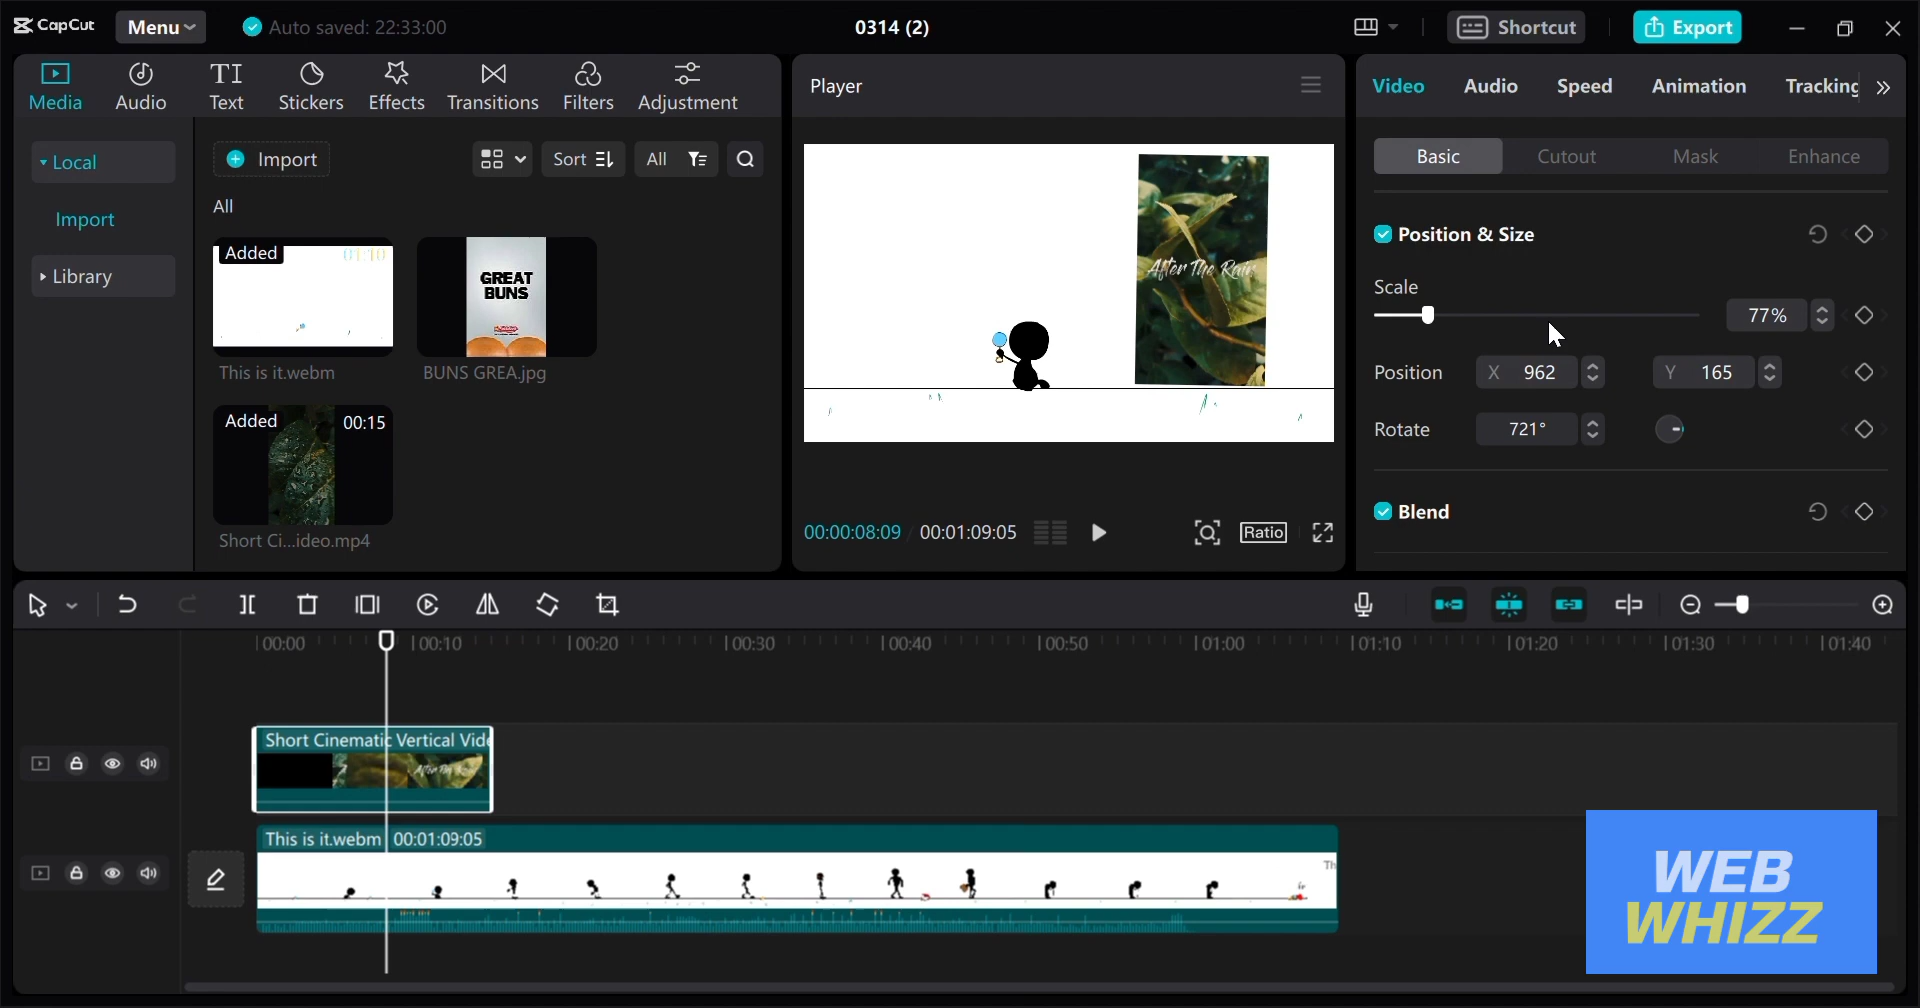 CapCut Menu Auto saved: 22:33:00 0314 (2) Shortcut Export
Media Audio Text Stickers Effects Transitions Filters Adjustment
Local
Import
Library
Import Sort All
All
Added
This is it.webm
GREAT
BUNS
BUNS GREA.jpg
Added 00:15
Short Ci...ideo.mp4
Player
After The Rain
00:00:08:09 00:01:09:05 Ratio
Video Audio Speed Animation Tracking
Basic Cutout Mask Enhance
Position & Size
Scale
77%
Position X 962 Y 165
Rotate 721°
Blend
00:00 00:10 00:20 00:30 00:40 00:50 01:00 01:10 01:20 01:30 01:40
Short Cinematic Vertical Vide
After The Rain
This is it.webm 00:01:09:05
Th
WEB
WHIZZ